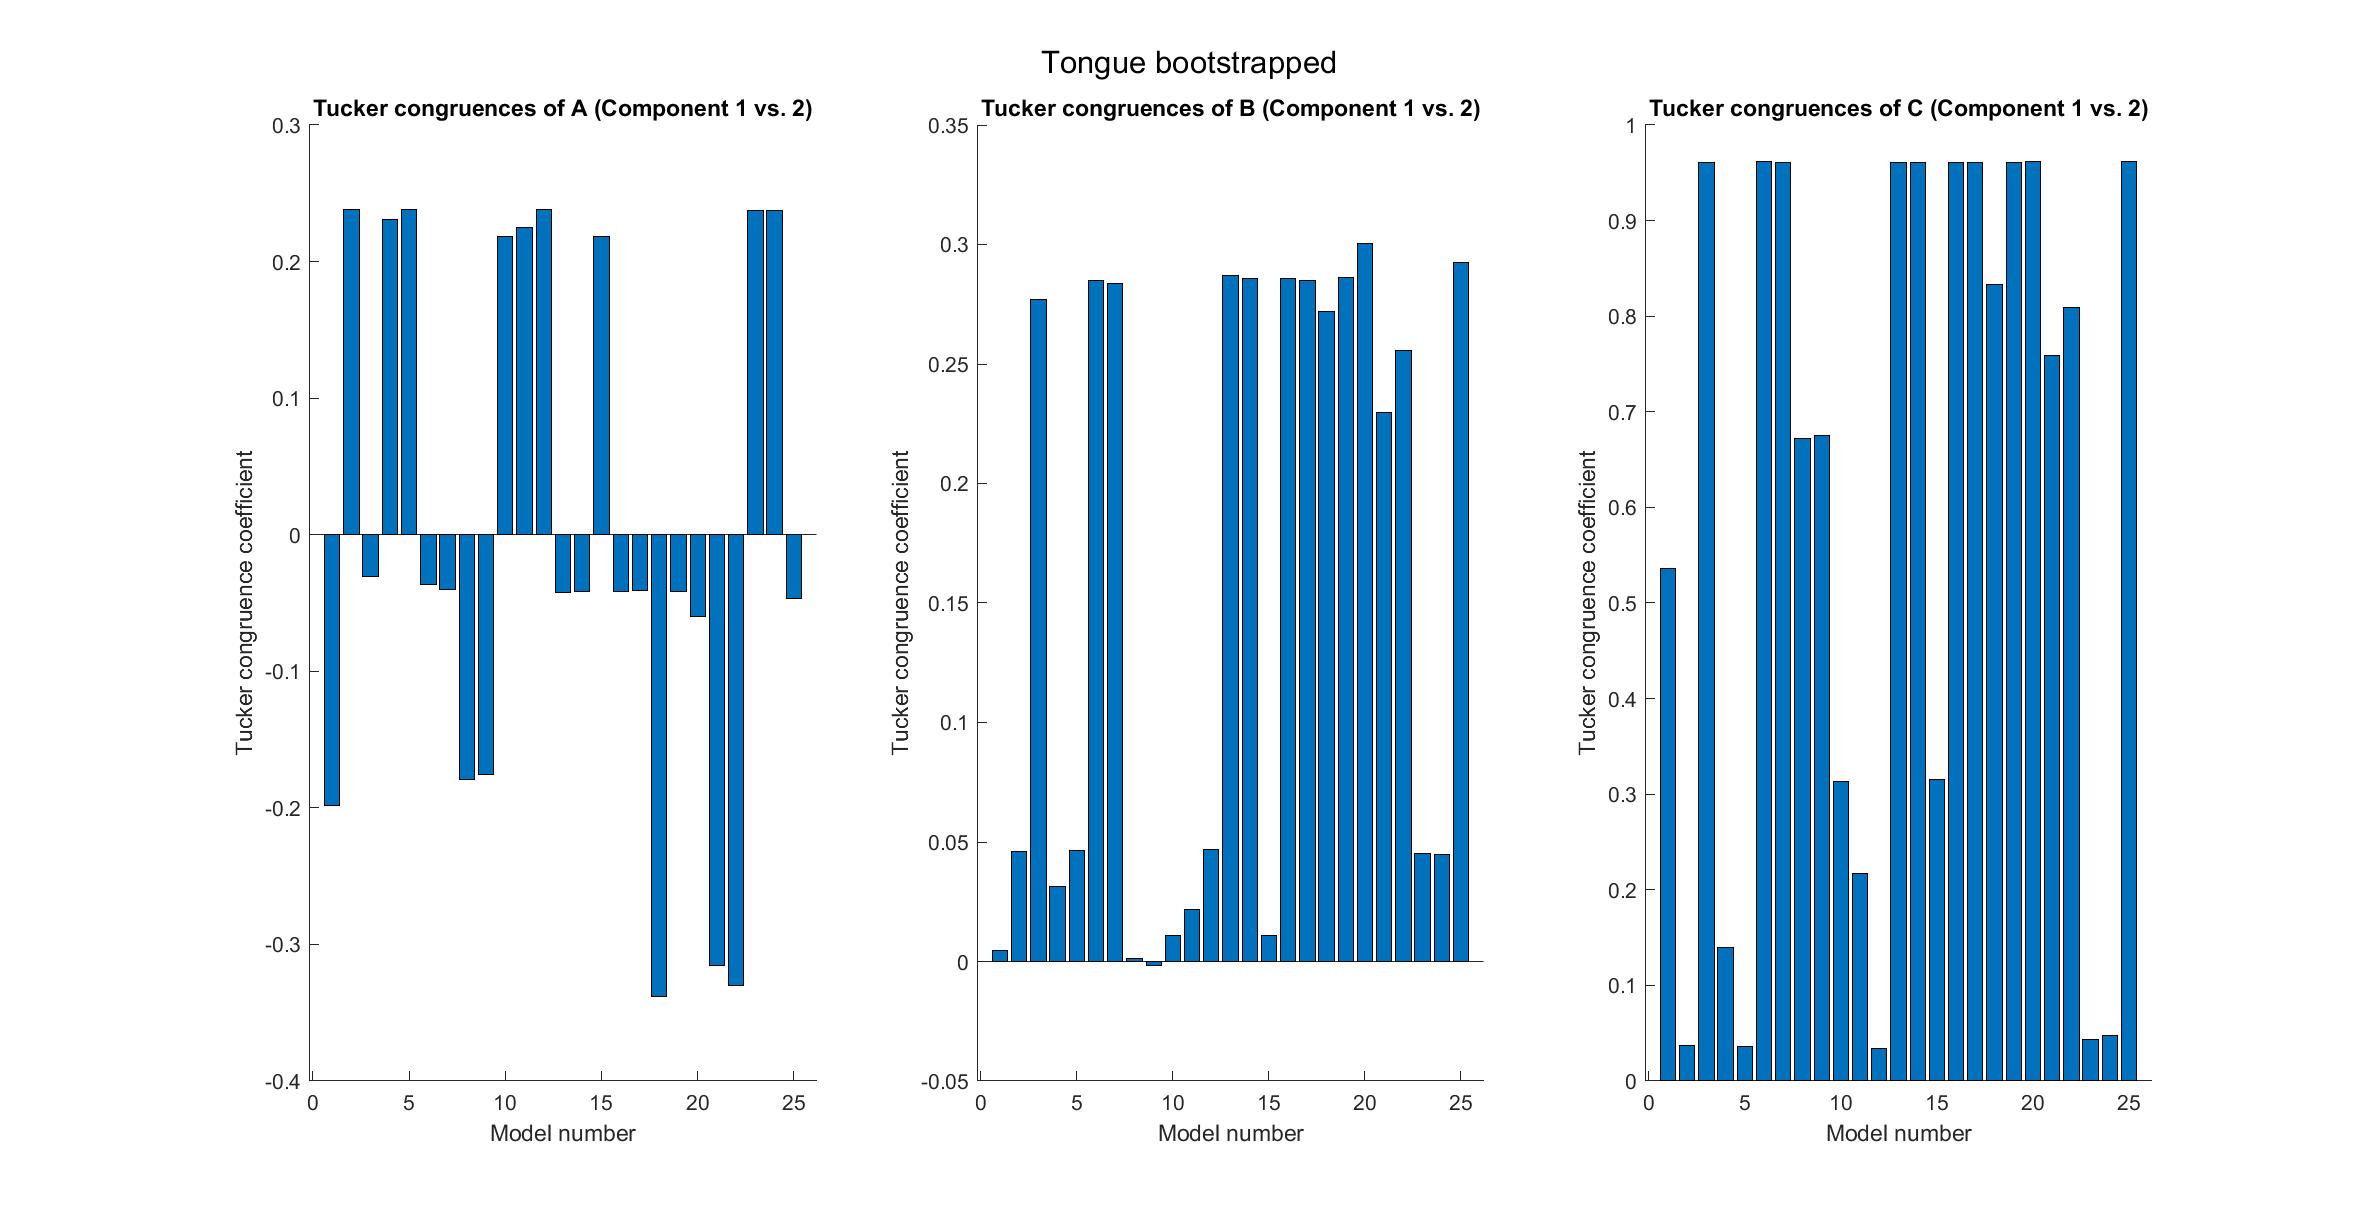 Tongue bootstrapped
Tucker congruences of A (Component 1 vs. 2)
0.3
0.2
0.1
0
-0.1
-0.2
-0.3
-0.4
Tucker congruence coefficient
0 5 10 15 20 25
Model number
Tucker congruences of B (Component 1 vs. 2)
0.35
0.3
0.25
0.2
0.15
0.1
0.05
0
-0.05
Tucker congruence coefficient
0 5 10 15 20 25
Model number
Tucker congruences of C (Component 1 vs. 2)
1
0.9
0.8
0.7
0.6
0.5
0.4
0.3
0.2
0.1
0
Tucker congruence coefficient
0 5 10 15 20 25
Model number